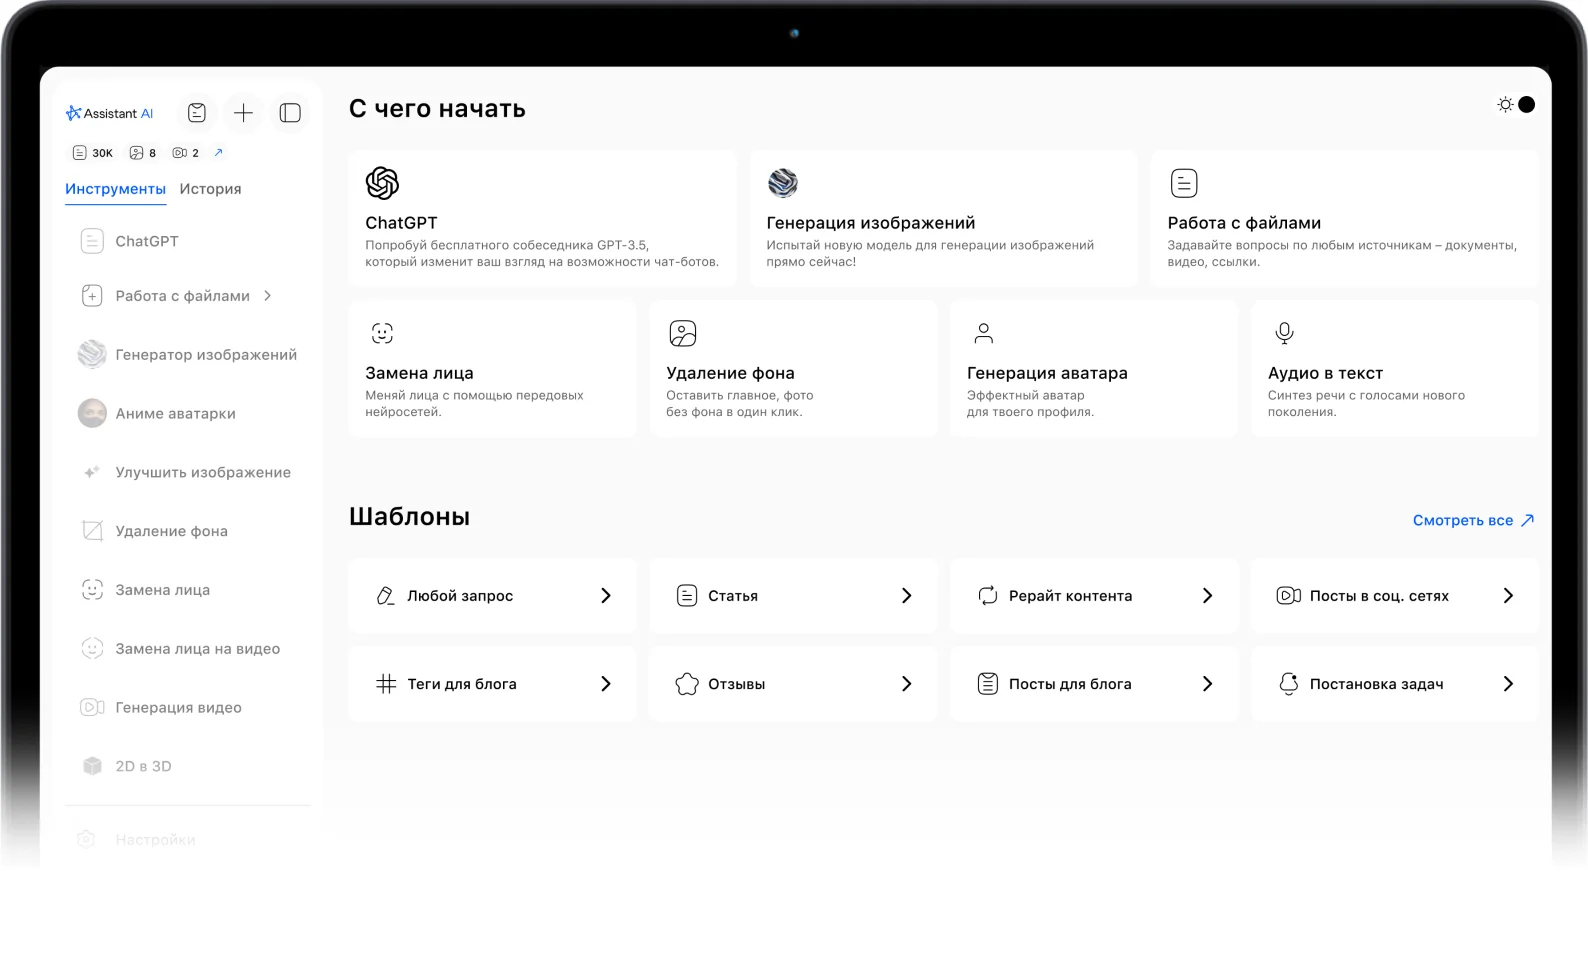 Assistant AI
30K 8 2
Инструменты История
ChatGPT
Работа с файлами
Генератор изображений
Аниме аватарки
Улучшить изображение
Удаление фона
Замена лица
Замена лица на видео
Генерация видео
2D в 3D
Настройки
С чего начать
ChatGPT
Попробуй бесплатного собеседника GPT-3.5,
который изменит ваш взгляд на возможности чат-ботов.
Генерация изображений
Испытай новую модель для генерации изображений
прямо сейчас!
Работа с файлами
Задавайте вопросы по любым источникам – документы,
видео, ссылки.
Замена лица
Меняй лица с помощью передовых
нейросетей.
Удаление фона
Оставить главное, фото
без фона в один клик.
Генерация аватара
Эффектный аватар
для твоего профиля.
Аудио в текст
Синтез речи с голосами нового
поколения.
Шаблоны
Смотреть все
Любой запрос
Статья
Рерайт контента
Посты в соц. сетях
Теги для блога
Отзывы
Посты для блога
Постановка задач